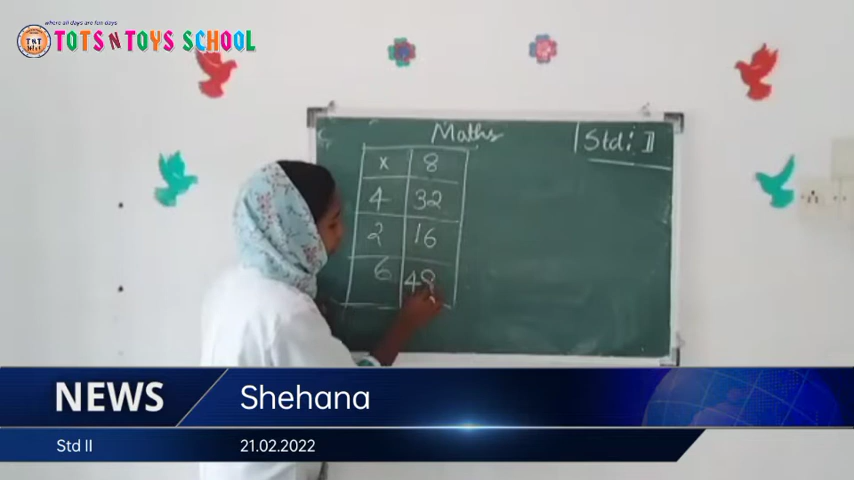 where all days are fun days
TNT
TOTS N TOYS SCHOOL
Maths
Std: II
x 8
4 32
2 16
6 48
NEWS
Shehana
Std II
21.02.2022